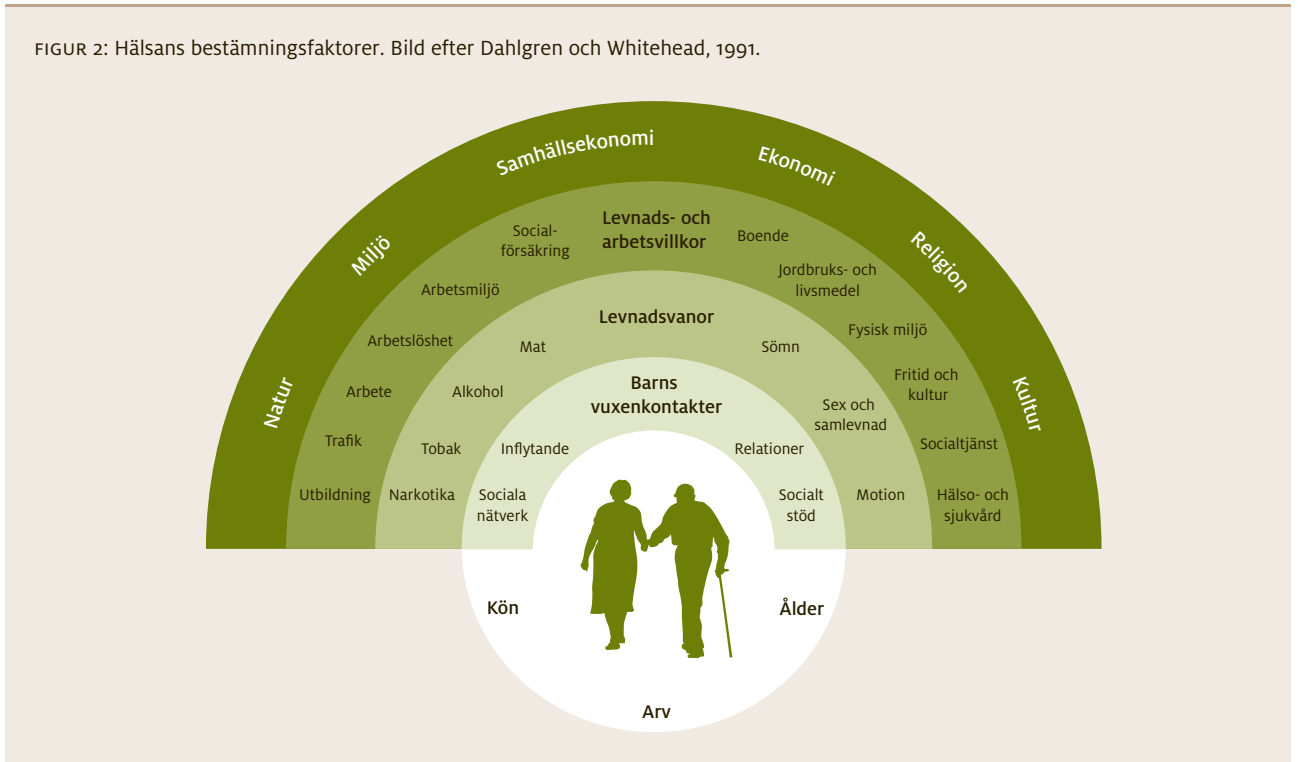 FIGUR 2: Hälsans bestämningsfaktorer. Bild efter Dahlgren och Whitehead, 1991.
Natur
Miljö
Samhällsekonomi
Ekonomi
Religion
Kultur
Levnads- och
arbetsvillkor
Utbildning
Trafik
Arbete
Arbetslöshet
Arbetsmiljö
Social-
försäkring
Boende
Jordbruks- och
livsmedel
Fysisk miljö
Fritid och
kultur
Socialtjänst
Hälso- och
sjukvård
Levnadsvanor
Narkotika
Tobak
Alkohol
Mat
Sömn
Sex och
samlevnad
Motion
Barns
vuxenkontakter
Sociala
nätverk
Inflytande
Relationer
Socialt
stöd
Kön
Ålder
Arv